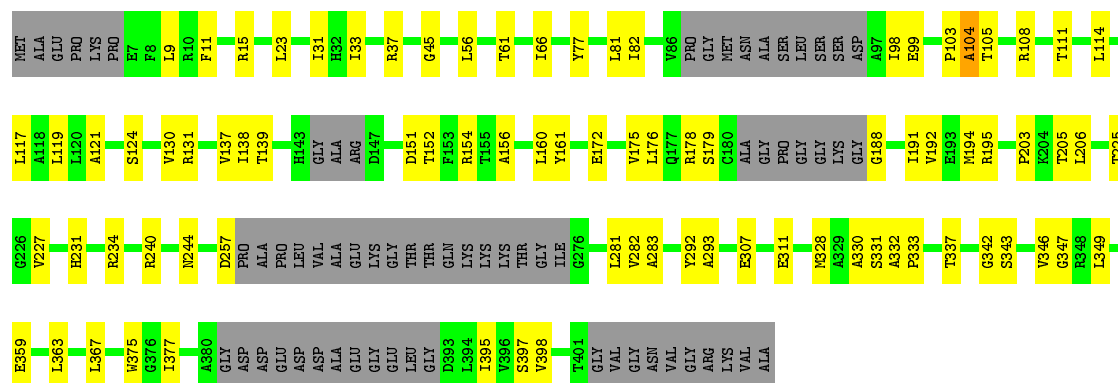 MET ALA GLU PRO LYS PRO E7 F8 L9 R10 F11 R15 L23 I31 H32 I33 R37 G45 L56 T61 I66 Y77 L81 I82 V86 PRO GLY MET ASN ALA SER LEU SER SER ASP A97 I98 E99 P103 A104 T105 R108 T111 L114
L117 A118 L119 L120 A121 S124 V130 R131 V137 I138 T139 H143 GLY ALA ARG D147 D151 T152 F153 R154 T155 A156 L160 Y161 E172 V175 L176 Q177 R178 S179 C180 ALA GLY PRO GLY GLY LYS GLY G188 I191 V192 E193 M194 R195 P203 K204 T205 L206 T225
G226 V227 H231 R234 R240 N244 D257 PRO ALA PRO LEU VAL ALA GLU LYS GLY THR THR GLN LYS LYS LYS THR GLY ILE G276 L281 V282 A283 Y292 A293 E307 E311 M328 A329 A330 S331 A332 P333 T337 G342 S343 V346 G347 R348 L349
E359 L363 L367 W375 G376 I377 A380 GLY ASP ASP GLU ASP ASP ALA GLU GLY GLU LEU GLY D393 L394 I395 V396 S397 V398 T401 GLY VAL GLY ASN VAL GLY ARG LYS VAL ALA